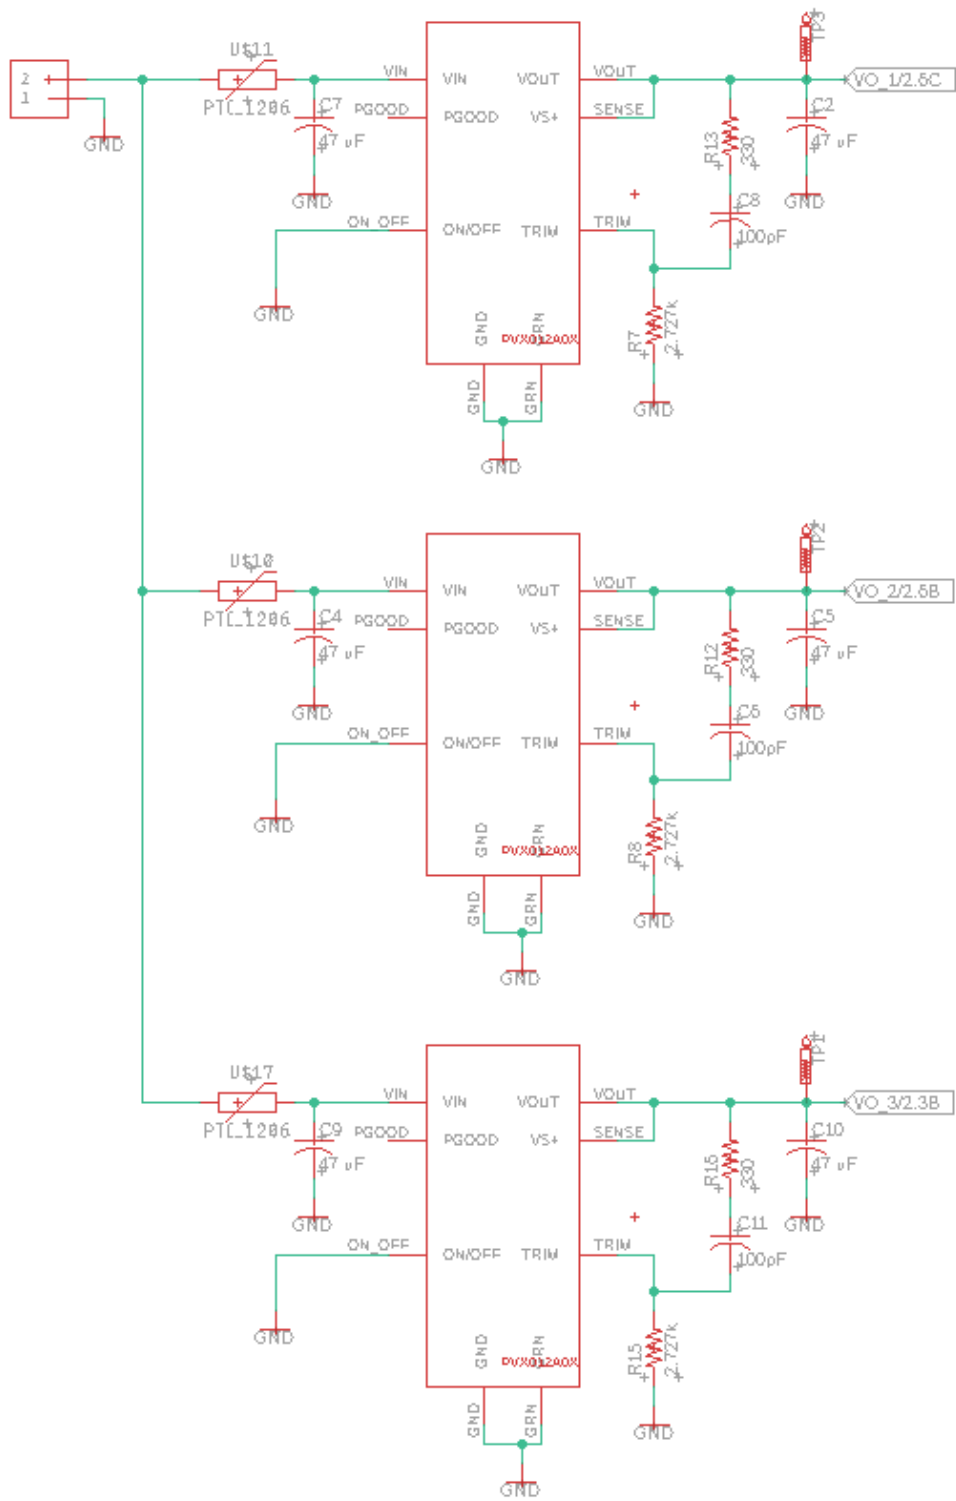 TP3
U$11
2
1
VIN
VIN
VOUT
VOUT
VO_1/2.6C
PTC_1206
C7
PGOOD
PGOOD
VS+
SENSE
C2
47 uF
R13
330
47 uF
GND
GND
GND
C8
ON_OFF
ON/OFF
TRIM
TRIM
100pF
GND
GND
GRN
DVX012A0X
R7
2.727k
GND
GRN
GND
GND
TP2
U$10
VIN
VIN
VOUT
VOUT
VO_2/2.6B
PTC_1206
C4
PGOOD
PGOOD
VS+
SENSE
C5
47 uF
R12
330
47 uF
GND
GND
C6
ON_OFF
ON/OFF
TRIM
TRIM
100pF
GND
GND
GRN
DVX012A0X
R8
2.727k
GND
GRN
GND
GND
TP1
U$17
VIN
VIN
VOUT
VOUT
VO_3/2.3B
PTC_1206
C9
PGOOD
PGOOD
VS+
SENSE
C10
47 uF
R16
330
47 uF
GND
GND
C11
ON_OFF
ON/OFF
TRIM
TRIM
100pF
GND
GND
GRN
DVX012A0X
R15
2.727k
GND
GRN
GND
GND